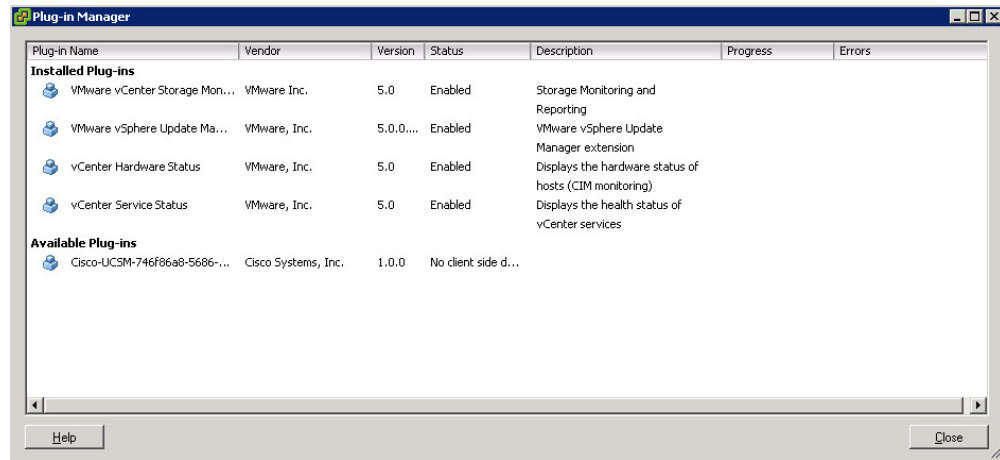 Plug-in Manager
Plug-in Name Vendor Version Status Description Progress Errors
Installed Plug-ins
VMware vCenter Storage Mon... VMware Inc. 5.0 Enabled Storage Monitoring and
Reporting
VMware vSphere Update Ma... VMware, Inc. 5.0.0.... Enabled VMware vSphere Update
Manager extension
vCenter Hardware Status VMware, Inc. 5.0 Enabled Displays the hardware status of
hosts (CIM monitoring)
vCenter Service Status VMware, Inc. 5.0 Enabled Displays the health status of
vCenter services
Available Plug-ins
Cisco-UCSM-746f86a8-5686-... Cisco Systems, Inc. 1.0.0 No client side d...
Help Close